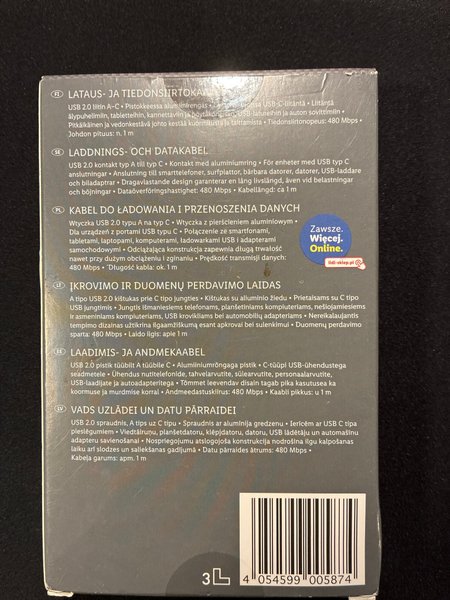 FI LATAUS- JA TIEDONSIIRTOKA
USB 2.0 liitin A–C • Pistokkeessa alumiinirengas • USB-C-liitäntä • Liitäntä
älypuhelimiin, tabletteihin, kannettaviin ja pöytäkoneisiin, USB-latureihin ja auton sovittimiin •
Pitkäikäinen ja vedonkestävä johto kestää kuormitusta ja taittamista • Tiedonsiirtonopeus: 480 Mbps •
Johdon pituus: n. 1 m
SE LADDNINGS- OCH DATAKABEL
USB 2.0 kontakt typ A till typ C • Kontakt med aluminiumring • För enheter med USB typ C
anslutningar • Anslutning till smarttelefoner, surfplattor, bärbara datorer, datorer, USB-laddare
och biladaptrar • Dragavlastande design garanterar en lång livslängd, även vid belastningar
och böjningar • Dataöverföringshastighet: 480 Mbps • Kabellängd: ca 1 m
PL KABEL DO ŁADOWANIA I PRZENOSZENIA DANYCH
Wtyczka USB 2.0 typu A na typ C • Wtyczka z pierścieniem aluminiowym •
Dla urządzeń z portami USB typu C • Połączenie ze smartfonami,
tabletami, laptopami, komputerami, ładowarkami USB i adapterami
samochodowymi • Odciążająca konstrukcja zapewnia długą trwałość
nawet przy dużym obciążeniu i zginaniu • Prędkość transmisji danych:
480 Mbps • Długość kabla: ok. 1 m
Zawsze.
Więcej.
Online.
lidl-sklep.pl
LT ĮKROVIMO IR DUOMENŲ PERDAVIMO LAIDAS
A tipo USB 2.0 kištukas prie C tipo jungties • Kištukas su aliuminio žiedu • Prietaisams su C tipo
USB jungtimis • Jungtis išmaniesiems telefonams, planšetiniams kompiuteriams, nešiojamiesiems
ir asmeniniams kompiuteriams, USB krovikliams bei automobilių adapteriams • Nereikalaujantis
tempimo dizainas užtikrina ilgaamžiškumą esant apkrovai bei sulenkimui • Duomenų perdavimo
sparta: 480 Mbps • Laido ilgis: apie 1 m
EE LAADIMIS- JA ANDMEKAABEL
USB 2.0 pistik tüübilt A tüübile C • Alumiiniumrõngaga pistik • C-tüüpi USB-ühendustega
seadmetele • Ühendus nutitelefonide, tahvelarvutite, sülearvutite, personaalarvutite,
USB-laadijate ja autoadapteritega • Tõmmet leevendav disain tagab pika kasutusea ka
koormuse ja murdmise korral • Andmeedastuskiirus: 480 Mbps • Kaabli pikkus: u 1 m
LV VADS UZLĀDEI UN DATU PĀRRAIDEI
USB 2.0 spraudnis, A tips uz C tipu • Spraudnis ar alumīnija gredzenu • Ierīcēm ar USB C tipa
pieslēgumiem • Viedtālruņu, planšetdatoru, klēpjdatoru, datoru, USB lādētāju un automašīnu
adapteru savienošanai • Nospriegojumu atslogojoša konstrukcija nodrošina ilgu kalpošanas
laiku arī slodzes un saliekšanas gadījumā • Datu pārraides ātrums: 480 Mbps •
Kabeļa garums: apm. 1 m
3
4 054599 005874